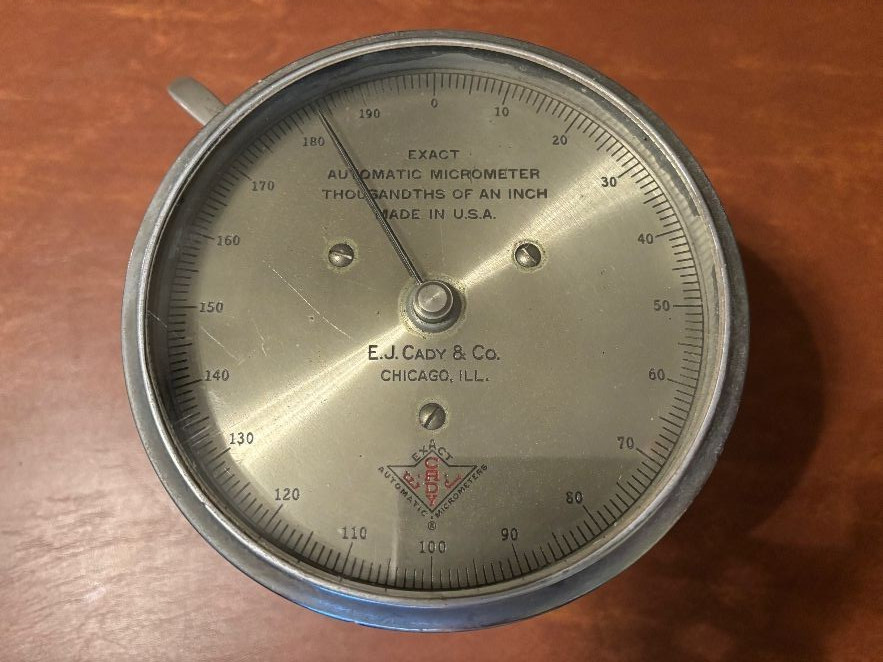 0
10
20
30
40
50
60
70
80
90
100
110
120
130
140
150
160
170
180
190
EXACT
AUTOMATIC MICROMETER
THOUSANDTHS OF AN INCH
MADE IN U.S.A.
E.J. CADY & CO.
CHICAGO, ILL.
EXACT
E. J.
CADY
AUTOMATIC · MICROMETERS
®